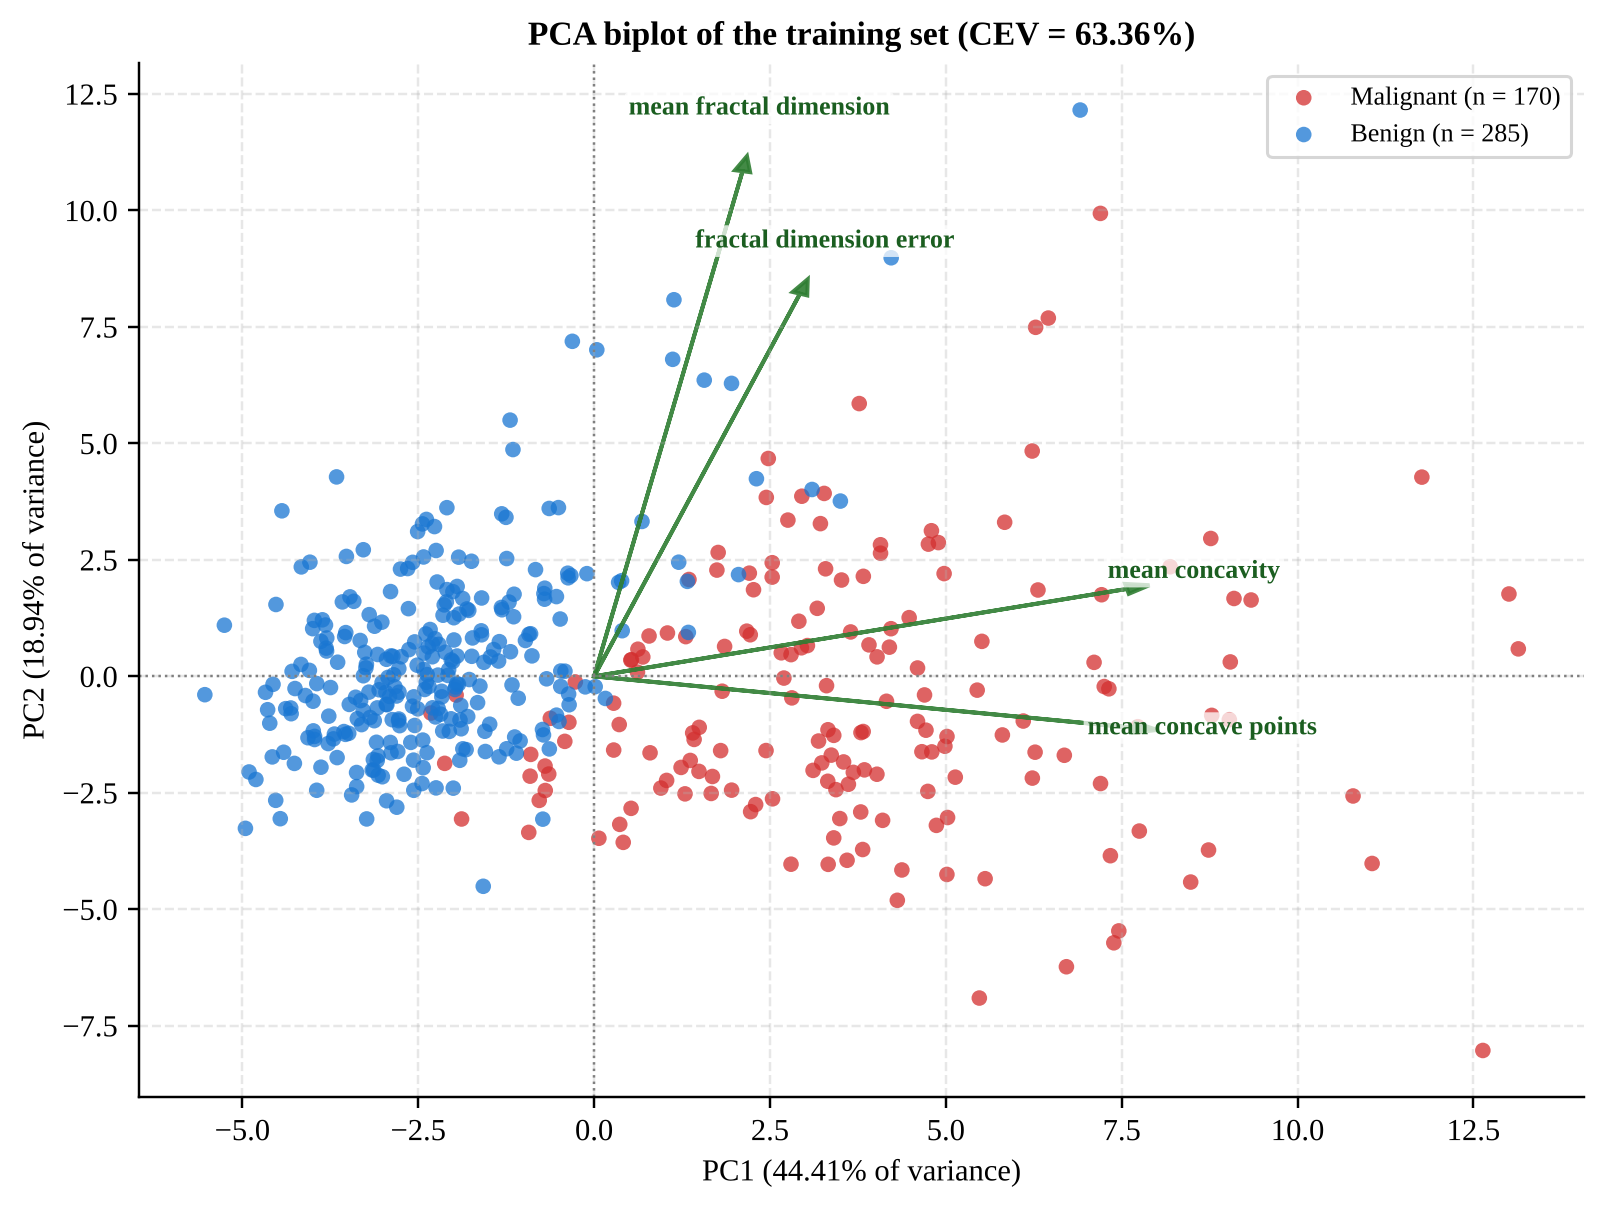 PCA biplot of the training set (CEV = 63.36%)
Malignant (n = 170)
Benign (n = 285)
mean fractal dimension
fractal dimension error
mean concavity
mean concave points
PC2 (18.94% of variance)
12.5
10.0
7.5
5.0
2.5
0.0
−2.5
−5.0
−7.5
−5.0
−2.5
0.0
2.5
5.0
7.5
10.0
12.5
PC1 (44.41% of variance)